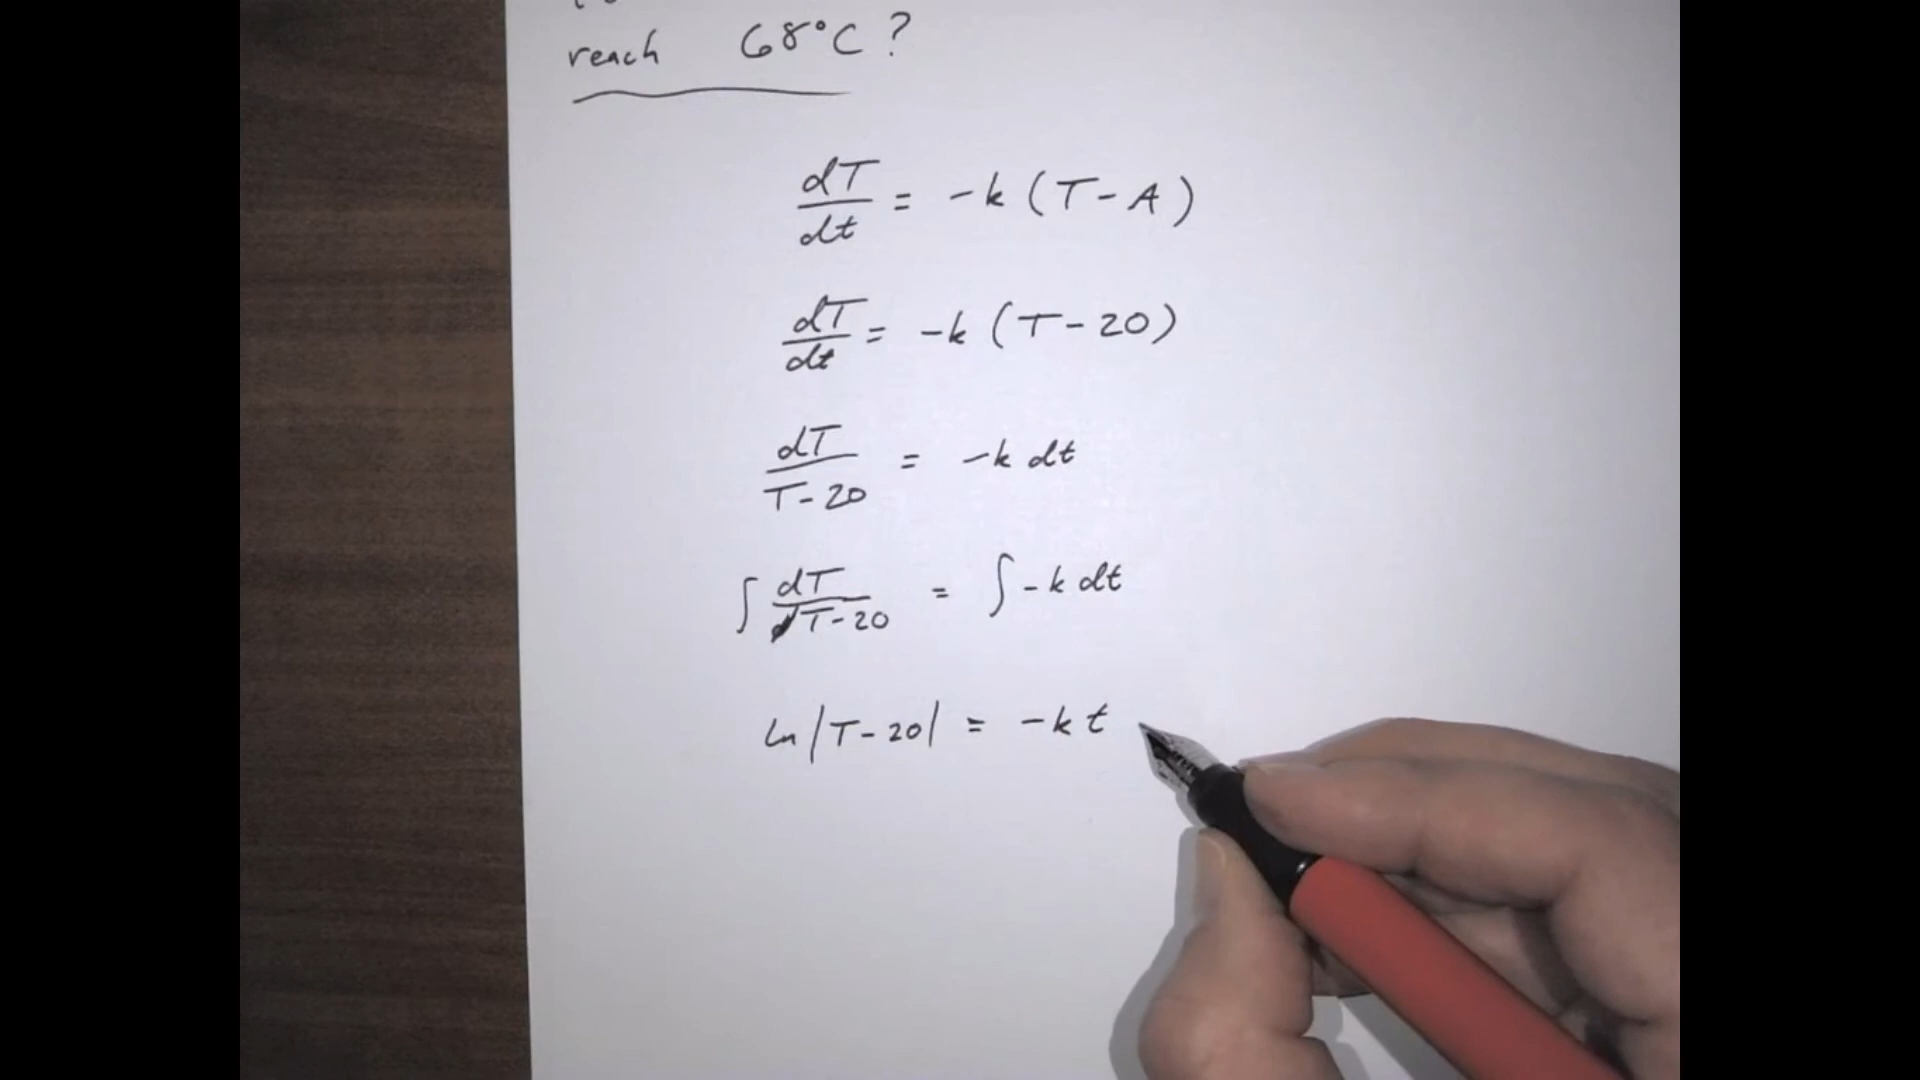 reach 68°C?
dT/dt = -k (T-A)
dT/dt = -k (T-20)
dT/T-20 = -k dt
∫ dT/T-20 = ∫ -k dt
ln|T-20| = -k t